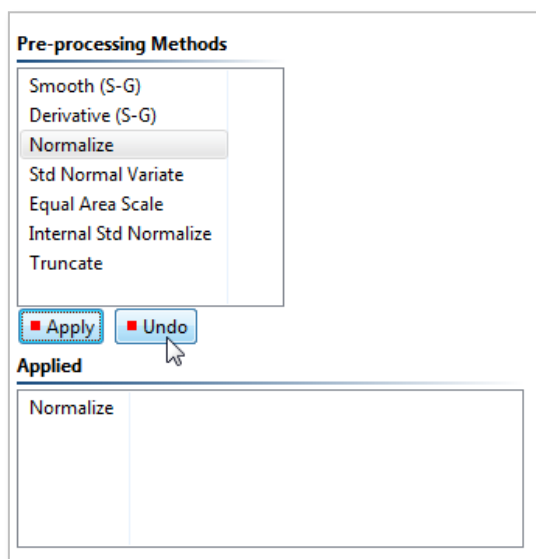 Pre-processing Methods
Smooth (S-G)
Derivative (S-G)
Normalize
Std Normal Variate
Equal Area Scale
Internal Std Normalize
Truncate
Apply Undo
Applied
Normalize